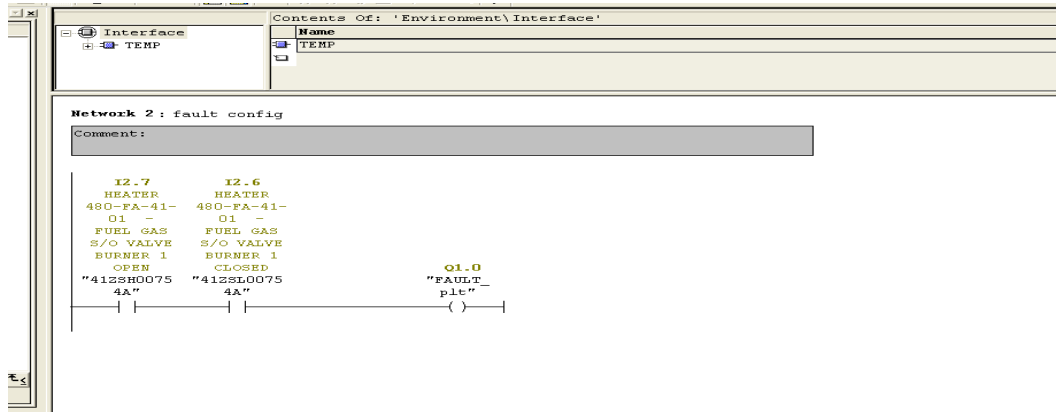 Contents Of: 'Environment\Interface'
Interface
Name
TEMP
TEMP
Network 2: fault config
Comment:
I2.7 I2.6
HEATER HEATER
480-FA-41- 480-FA-41-
01 - 01 -
FUEL GAS FUEL GAS
S/O VALVE S/O VALVE
BURNER 1 BURNER 1
OPEN CLOSED Q1.0
"41ZSH0075 "41ZSL0075 "FAULT_
4A" 4A" plt"